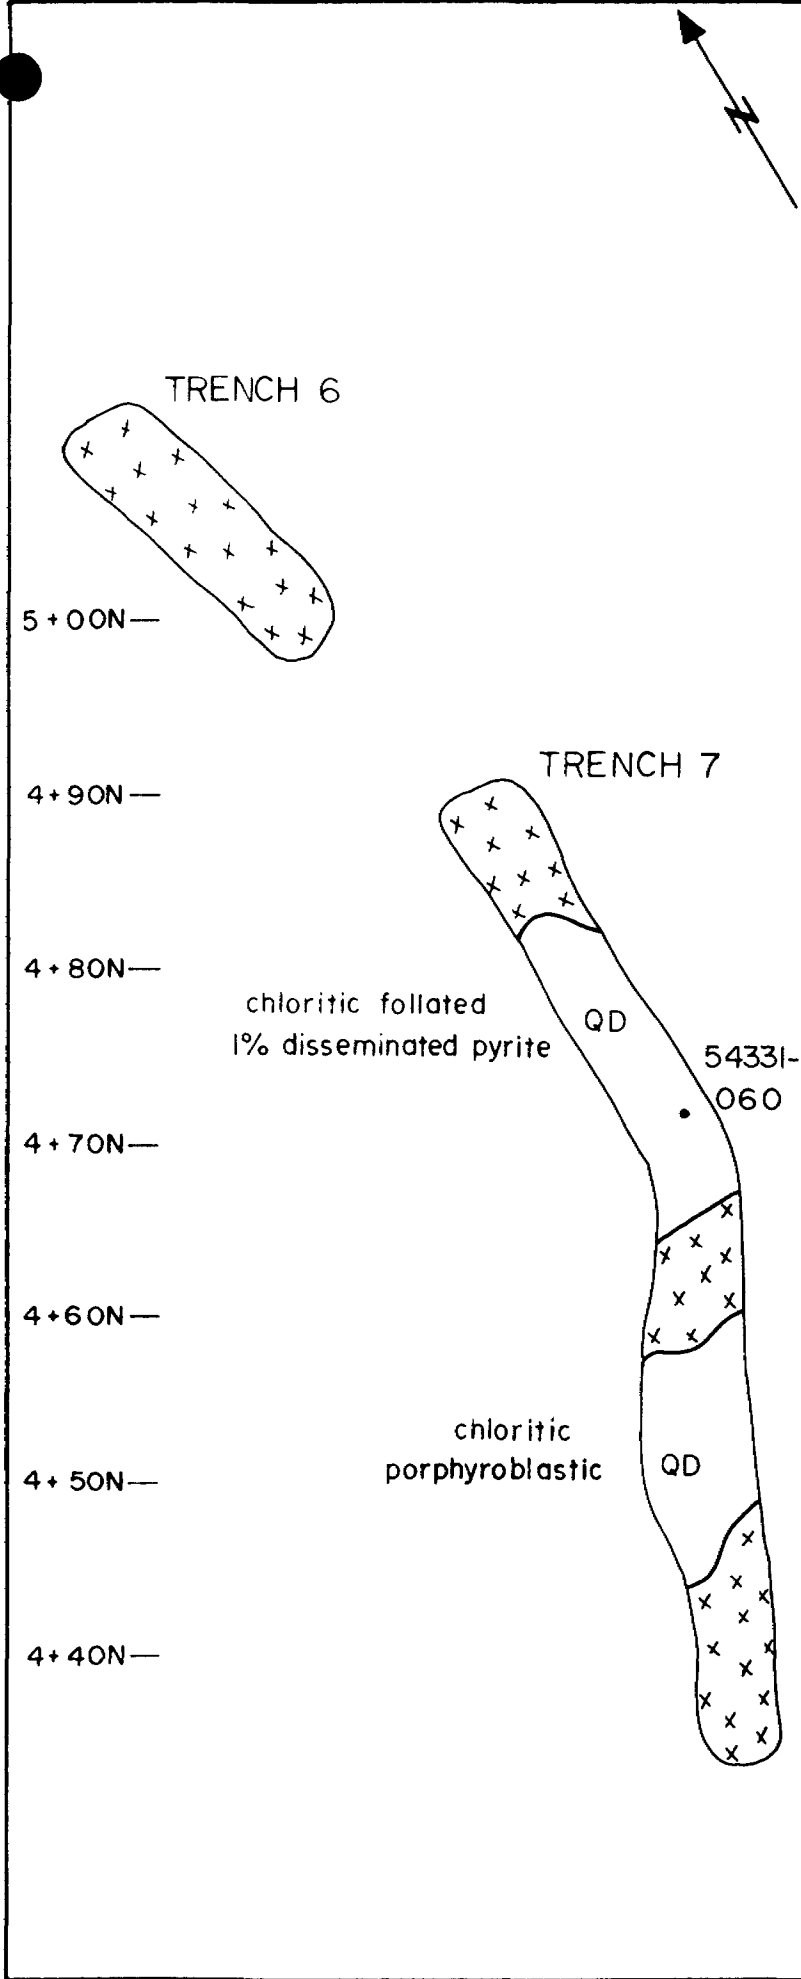 N
TRENCH 6
5+00N
TRENCH 7
4+90N
4+80N
chloritic foliated
1% disseminated pyrite
QD
54331-
060
4+70N
4+60N
chloritic
porphyroblastic
QD
4+50N
4+40N